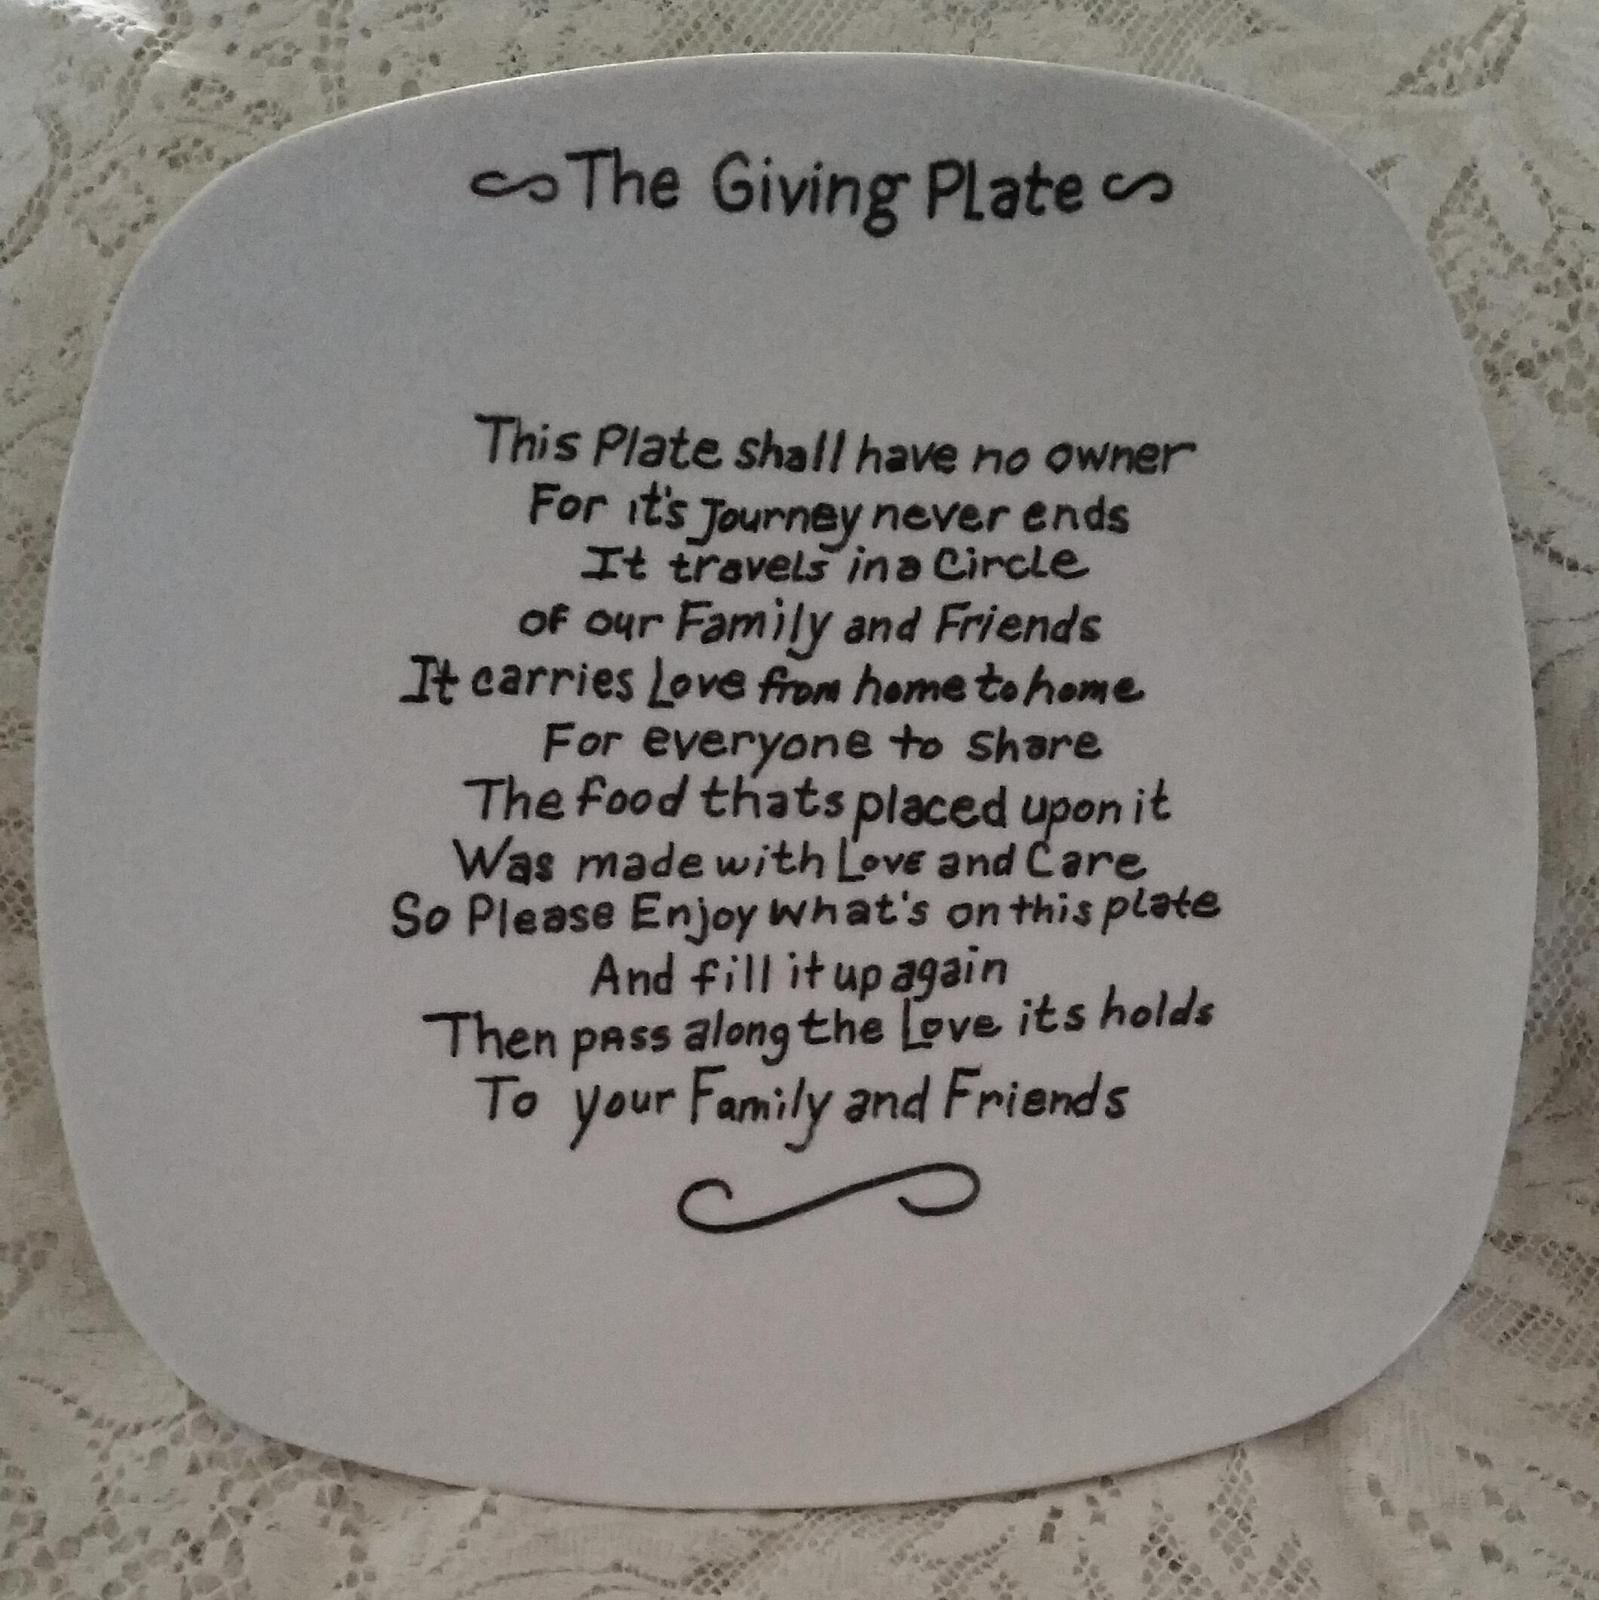 The Giving Plate
This Plate shall have no owner
For it's Journey never ends
It travels in a Circle
of our Family and Friends
It carries Love from home to home
For everyone to share
The food thats placed upon it
Was made with Love and Care
So Please Enjoy what's on this plate
And fill it up again
Then pass along the Love its holds
To your Family and Friends